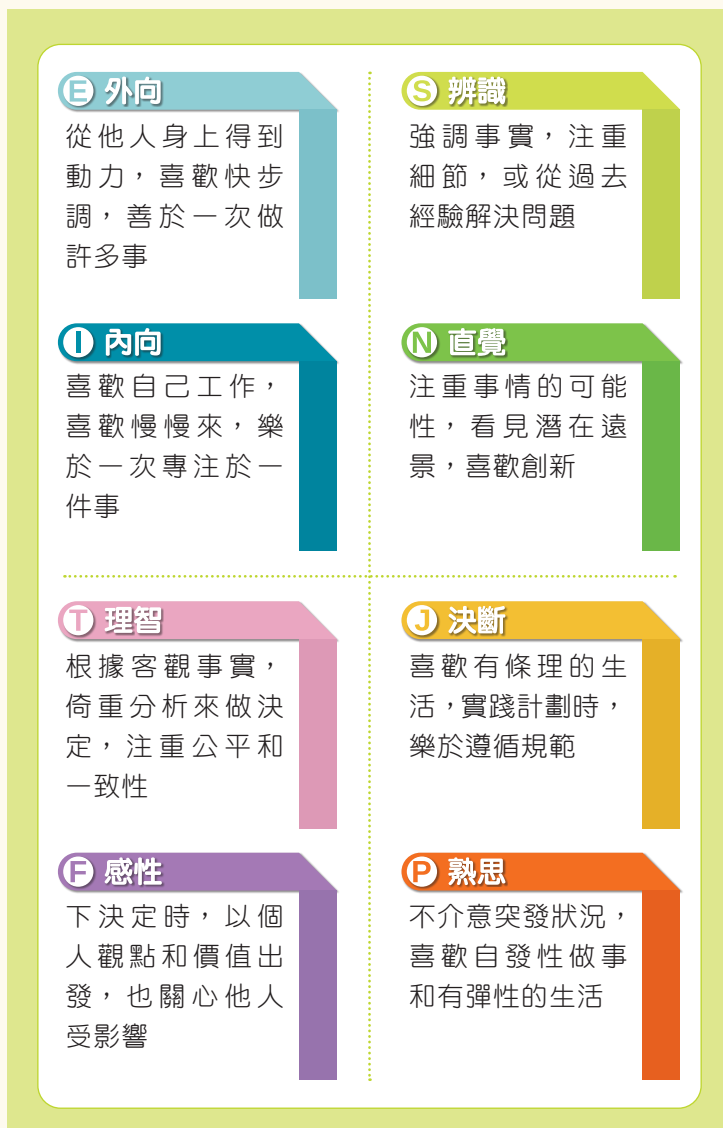 E 外向
從他人身上得到
動力，喜歡快步
調，善於一次做
許多事
I 內向
喜歡自己工作，
喜歡慢慢來，樂
於一次專注於一
件事
S 辨識
強調事實，注重
細節，或從過去
經驗解決問題
N 直覺
注重事情的可能
性，看見潛在遠
景，喜歡創新
T 理智
根據客觀事實，
倚重分析來做決
定，注重公平和
一致性
F 感性
下決定時，以個
人觀點和價值出
發，也關心他人
受影響
J 決斷
喜歡有條理的生
活，實踐計劃時，
樂於遵循規範
P 熟思
不介意突發狀況，
喜歡自發性做事
和有彈性的生活